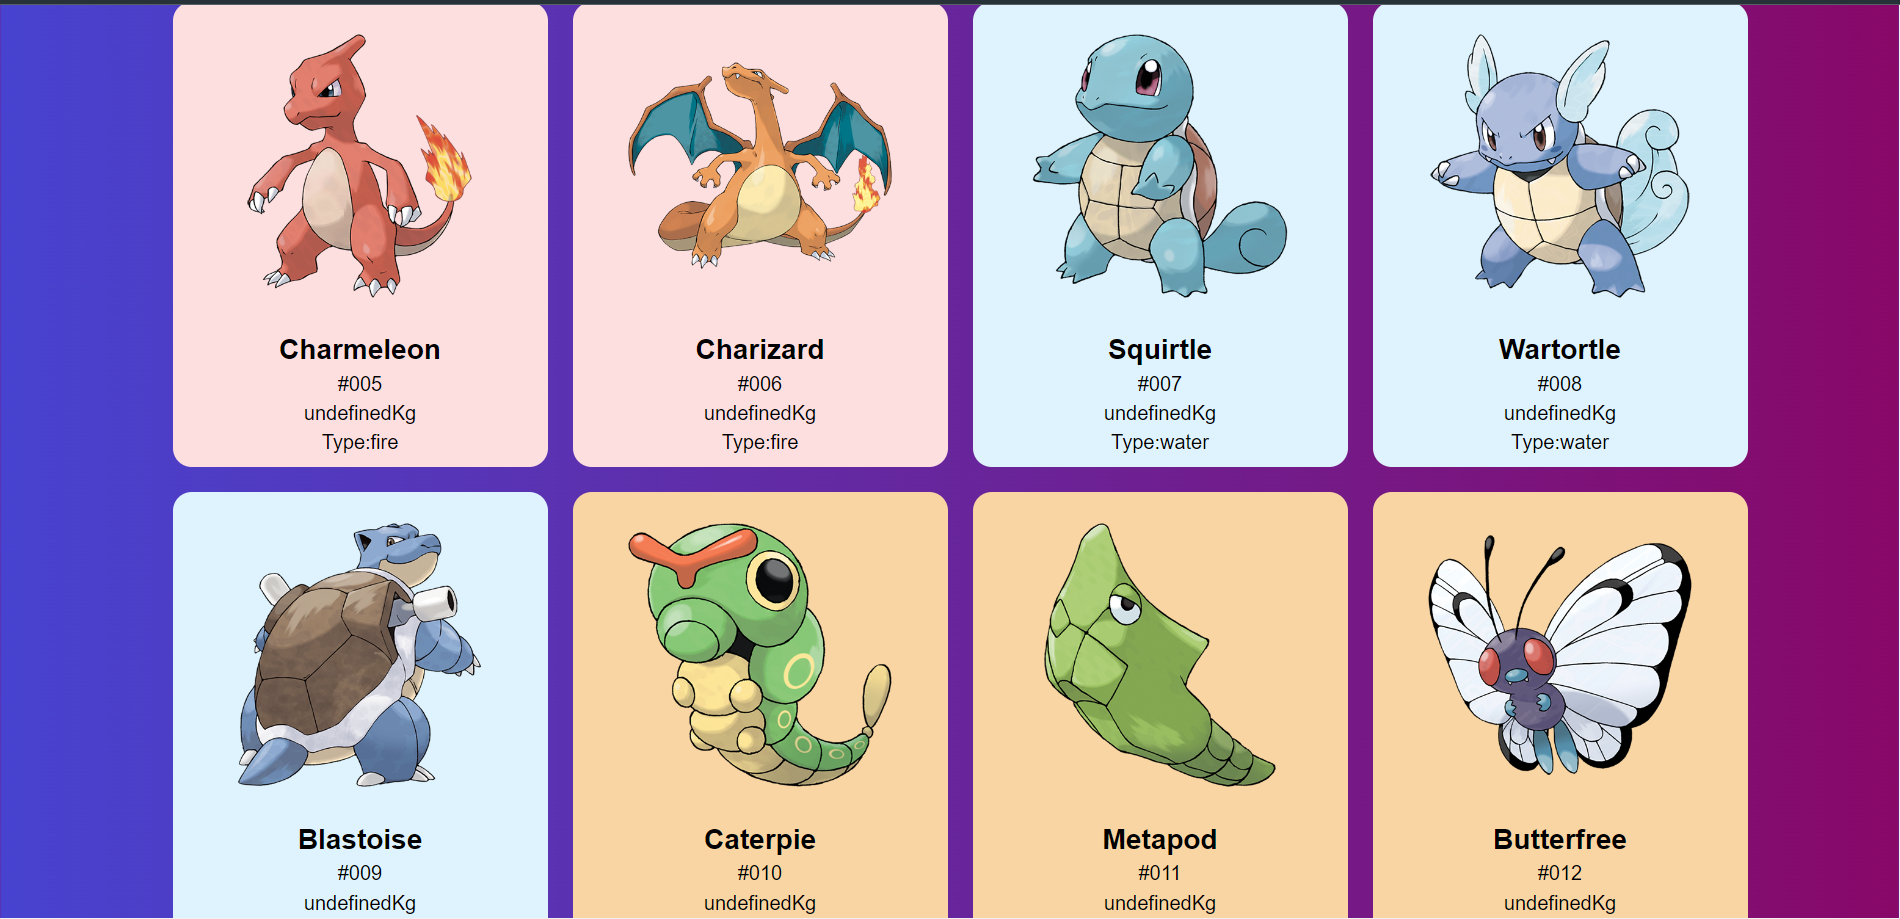 Charmeleon
#005
undefinedKg
Type:fire
Charizard
#006
undefinedKg
Type:fire
Squirtle
#007
undefinedKg
Type:water
Wartortle
#008
undefinedKg
Type:water
Blastoise
#009
undefinedKg
Caterpie
#010
undefinedKg
Metapod
#011
undefinedKg
Butterfree
#012
undefinedKg